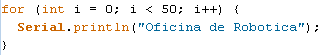 for (int i = 0; i < 50; i++) {
  Serial.println("Oficina de Robotica");
}